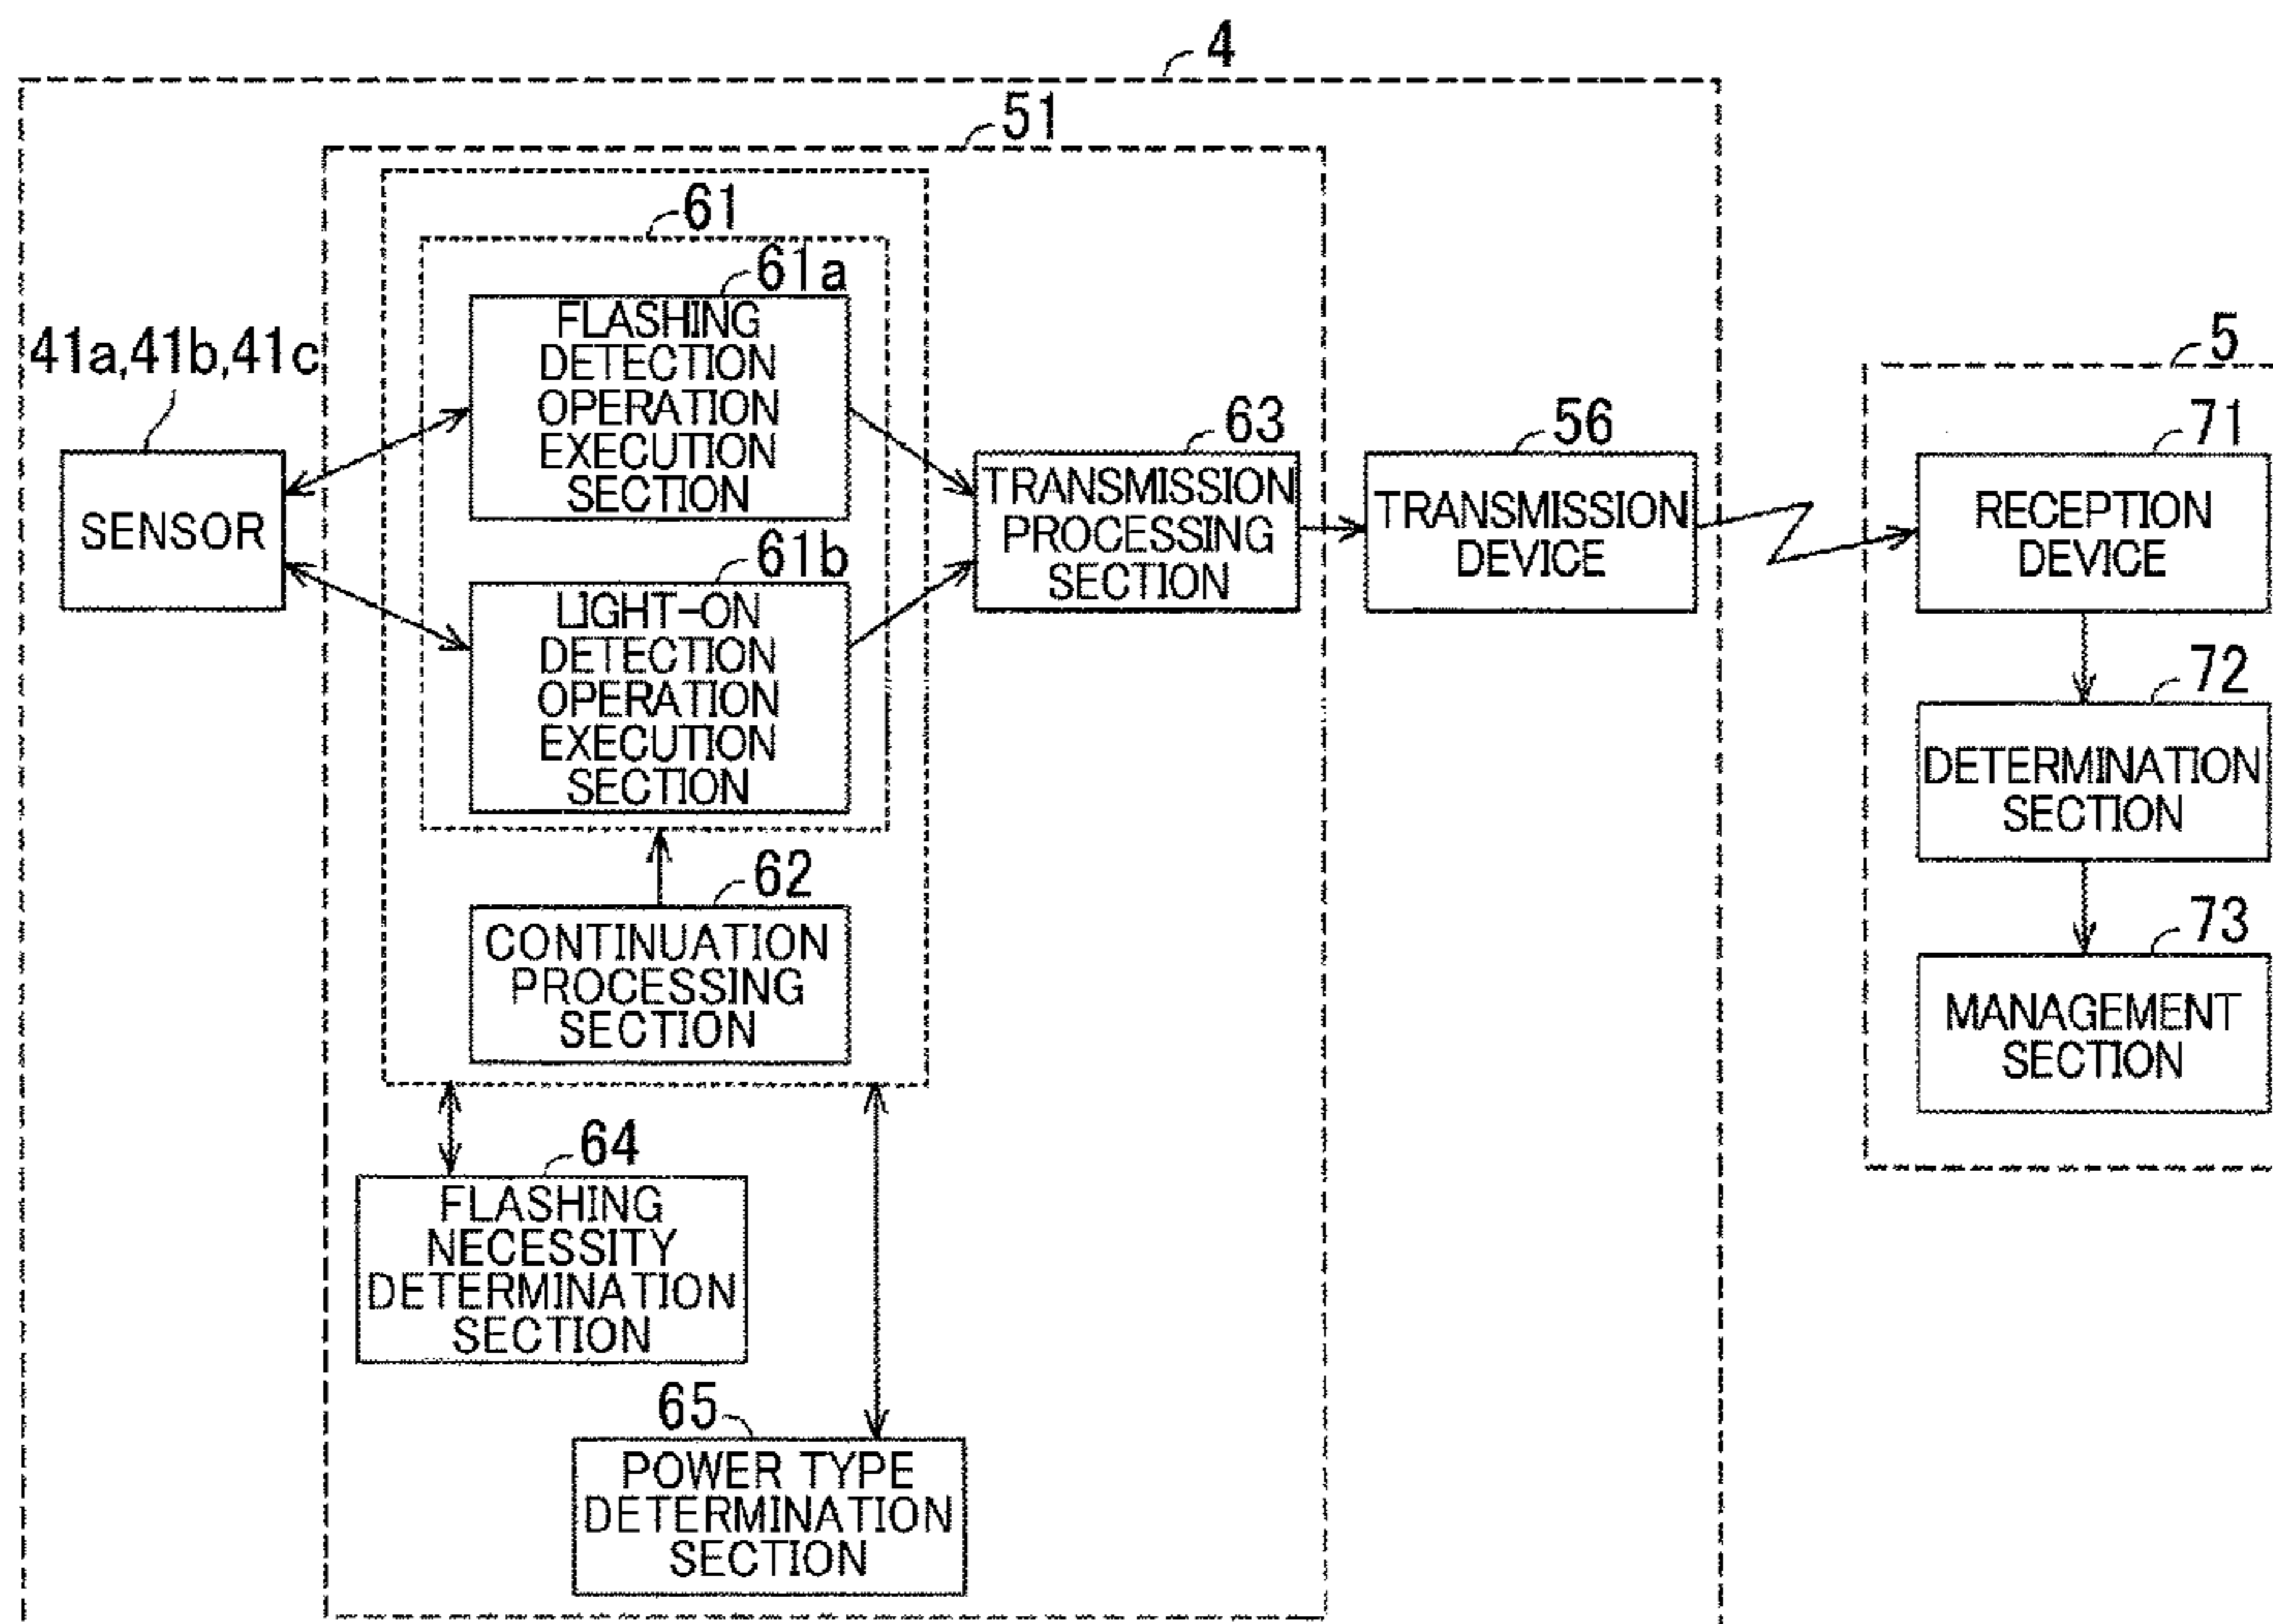 4
51
61
61a
FLASHING
DETECTION
OPERATION
EXECUTION
SECTION
41a,41b,41c
SENSOR
61b
LIGHT-ON
DETECTION
OPERATION
EXECUTION
SECTION
63
TRANSMISSION
PROCESSING
SECTION
56
TRANSMISSION
DEVICE
5
71
RECEPTION
DEVICE
72
DETERMINATION
SECTION
73
MANAGEMENT
SECTION
62
CONTINUATION
PROCESSING
SECTION
64
FLASHING
NECESSITY
DETERMINATION
SECTION
65
POWER TYPE
DETERMINATION
SECTION